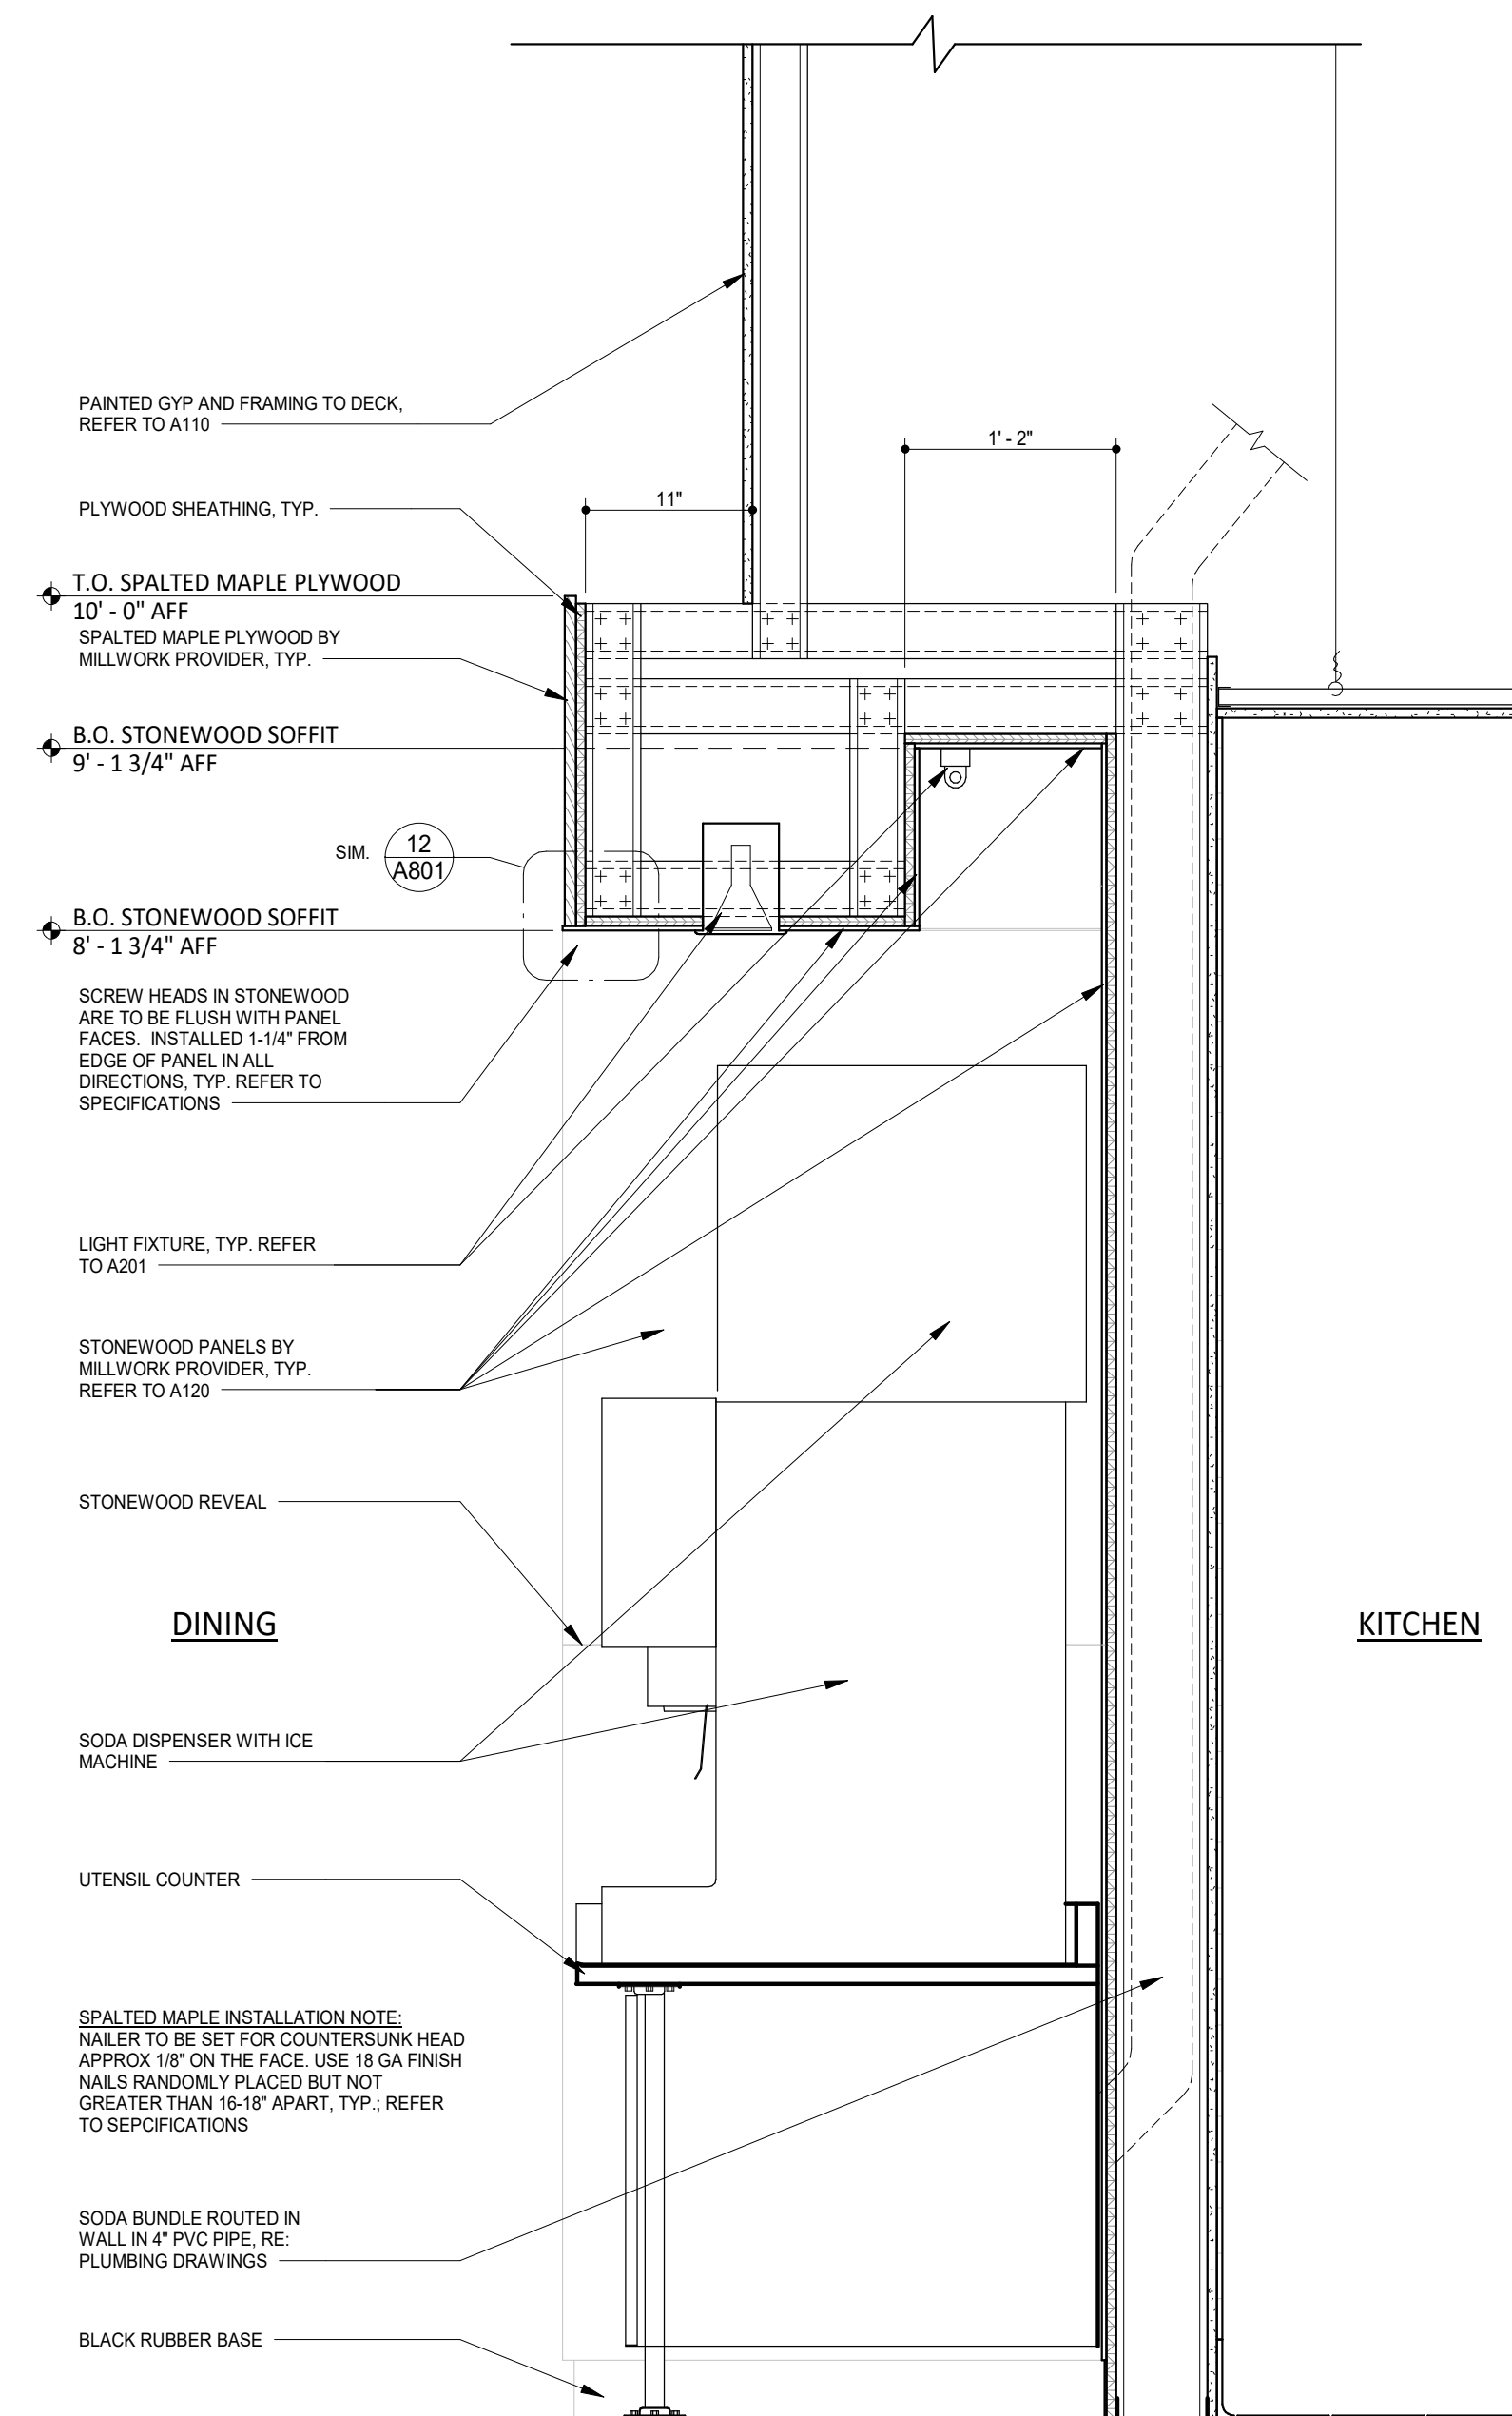 PAINTED GYP AND FRAMING TO DECK,
REFER TO A110
1' - 2"
11"
PLYWOOD SHEATHING, TYP.
T.O. SPALTED MAPLE PLYWOOD
10' - 0" AFF
SPALTED MAPLE PLYWOOD BY
MILLWORK PROVIDER, TYP.
B.O. STONEWOOD SOFFIT
9' - 1 3/4" AFF
SIM.
12
A801
B.O. STONEWOOD SOFFIT
8' - 1 3/4" AFF
SCREW HEADS IN STONEWOOD
ARE TO BE FLUSH WITH PANEL
FACES. INSTALLED 1-1/4" FROM
EDGE OF PANEL IN ALL
DIRECTIONS, TYP. REFER TO
SPECIFICATIONS
LIGHT FIXTURE, TYP. REFER
TO A201
STONEWOOD PANELS BY
MILLWORK PROVIDER, TYP.
REFER TO A120
STONEWOOD REVEAL
DINING
KITCHEN
SODA DISPENSER WITH ICE
MACHINE
UTENSIL COUNTER
SPALTED MAPLE INSTALLATION NOTE:
NAILER TO BE SET FOR COUNTERSUNK HEAD
APPROX 1/8" ON THE FACE. USE 18 GA FINISH
NAILS RANDOMLY PLACED BUT NOT
GREATER THAN 16-18" APART, TYP.; REFER
TO SEPCIFICATIONS
SODA BUNDLE ROUTED IN
WALL IN 4" PVC PIPE, RE:
PLUMBING DRAWINGS
BLACK RUBBER BASE